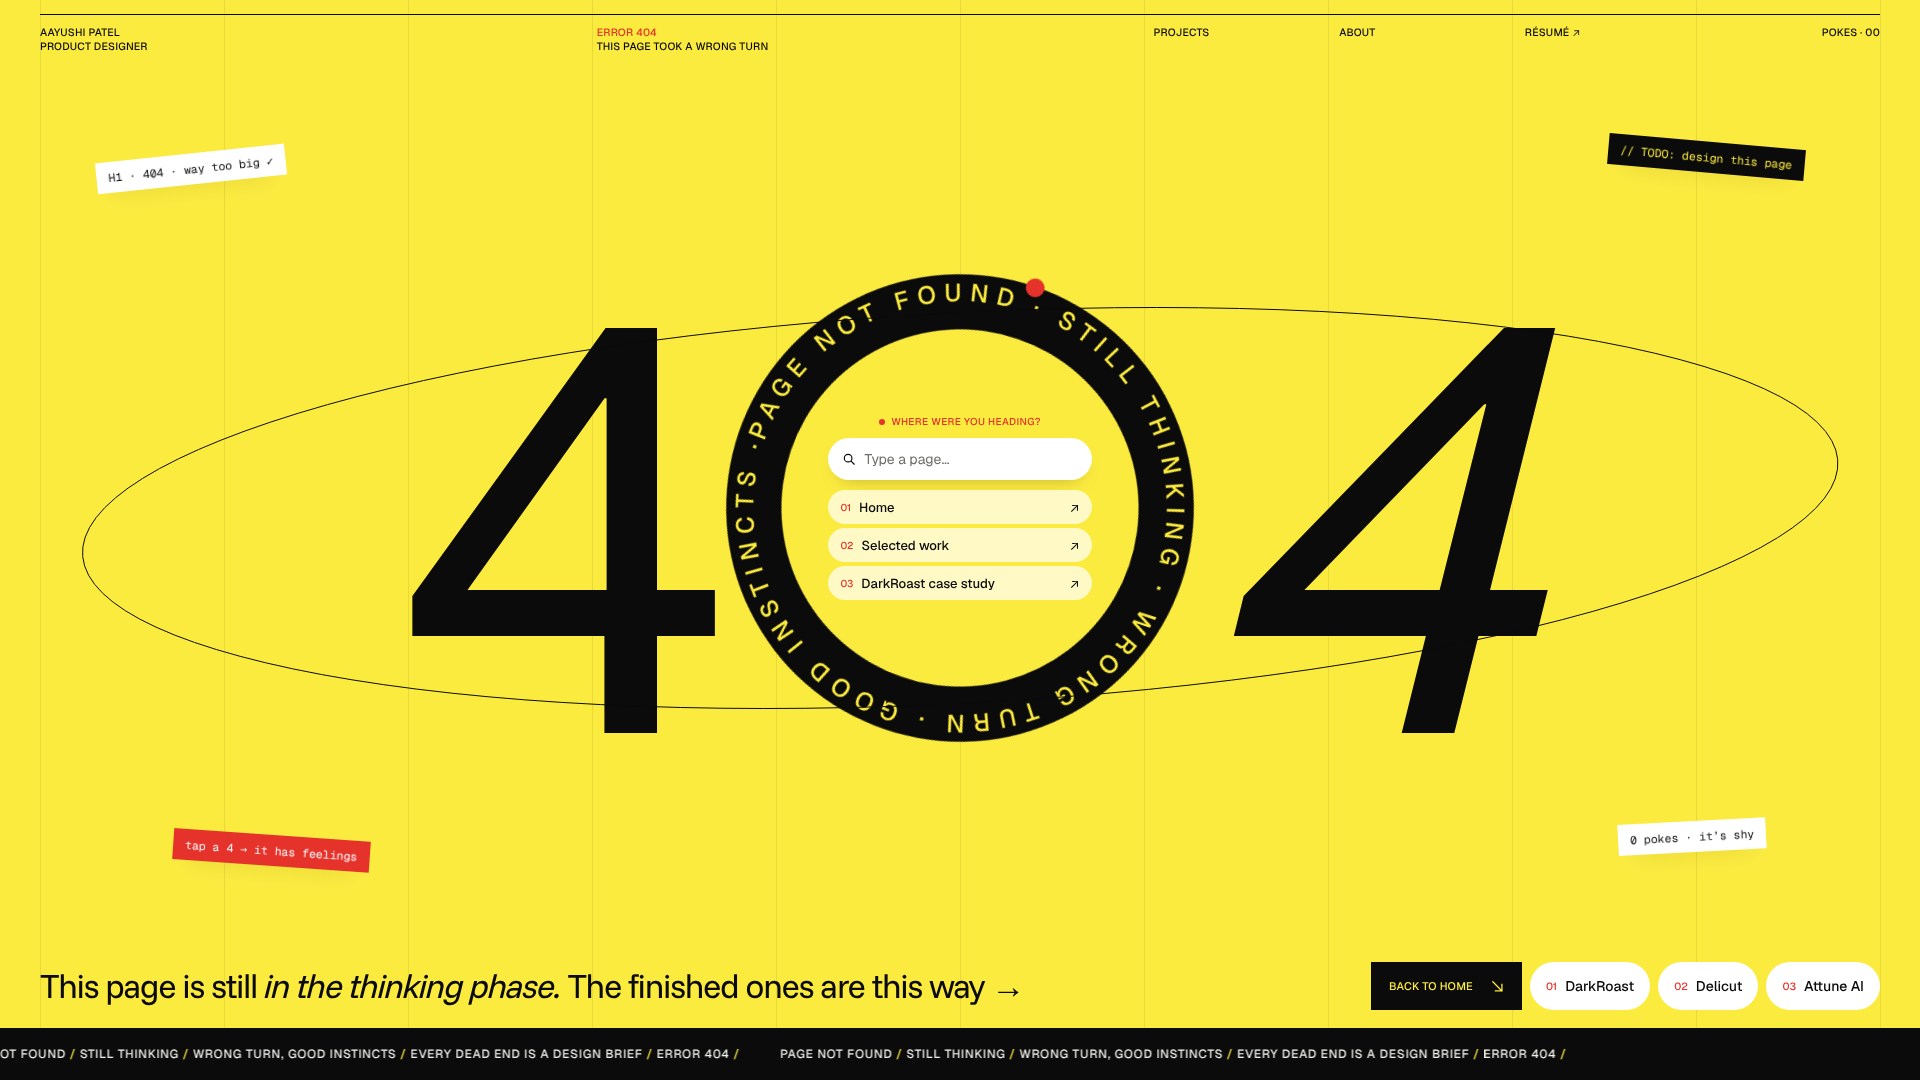 AAYUSHI PATEL
PRODUCT DESIGNER
ERROR 404
THIS PAGE TOOK A WRONG TURN
PROJECTS
ABOUT
RÉSUMÉ ↗
POKES · 00
H1 · 404 · way too big ✓
// TODO: design this page
4
4
PAGE NOT FOUND · STILL THINKING · WRONG TURN · GOOD INSTINCTS ·
WHERE WERE YOU HEADING?
Type a page…
01 Home ↗
02 Selected work ↗
03 DarkRoast case study ↗
tap a 4 → it has feelings
0 pokes · it's shy
This page is still in the thinking phase. The finished ones are this way →
BACK TO HOME ↘
01 DarkRoast
02 Delicut
03 Attune AI
OT FOUND / STILL THINKING / WRONG TURN, GOOD INSTINCTS / EVERY DEAD END IS A DESIGN BRIEF / ERROR 404 / PAGE NOT FOUND / STILL THINKING / WRONG TURN, GOOD INSTINCTS / EVERY DEAD END IS A DESIGN BRIEF / ERROR 404 /